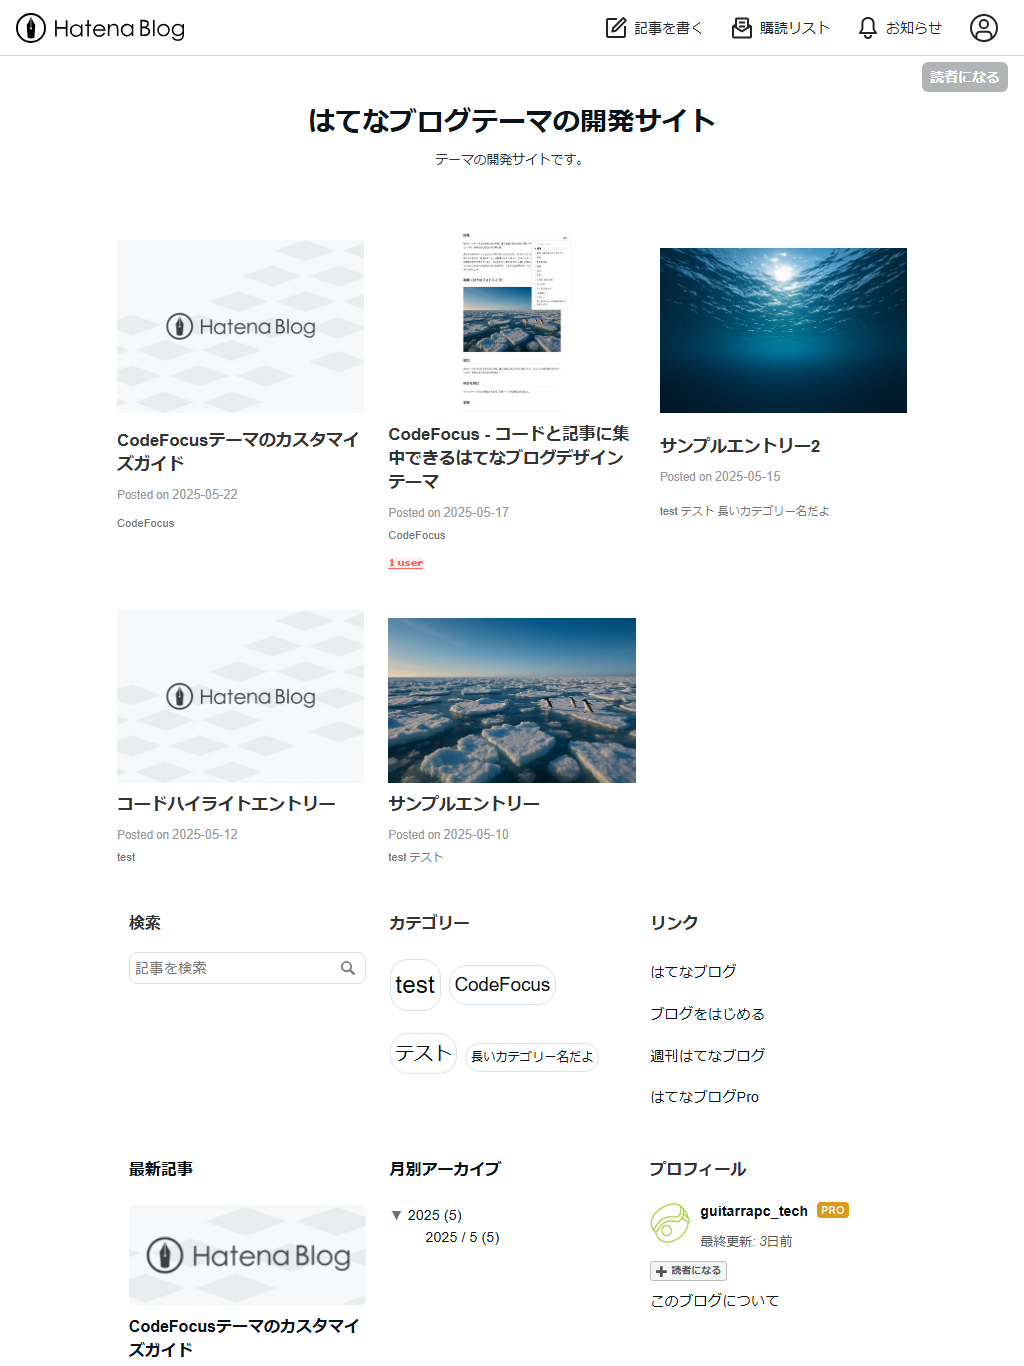 Hatena Blog
記事を書く
購読リスト
お知らせ
読者になる
はてなブログテーマの開発サイト
テーマの開発サイトです。
Hatena Blog
CodeFocusテーマのカスタマイ
ズガイド
Posted on 2025-05-22
CodeFocus
CodeFocus - コードと記事に集
中できるはてなブログデザイン
テーマ
Posted on 2025-05-17
CodeFocus
1 user
サンプルエントリー2
Posted on 2025-05-15
test テスト 長いカテゴリー名だよ
Hatena Blog
コードハイライトエントリー
Posted on 2025-05-12
test
サンプルエントリー
Posted on 2025-05-10
test テスト
検索
記事を検索
カテゴリー
test CodeFocus
テスト 長いカテゴリー名だよ
リンク
はてなブログ
ブログをはじめる
週刊はてなブログ
はてなブログPro
最新記事
Hatena Blog
CodeFocusテーマのカスタマイ
ズガイド
月別アーカイブ
▼ 2025 (5)
2025 / 5 (5)
プロフィール
guitarrapc_tech PRO
最終更新: 3日前
読者になる
このブログについて